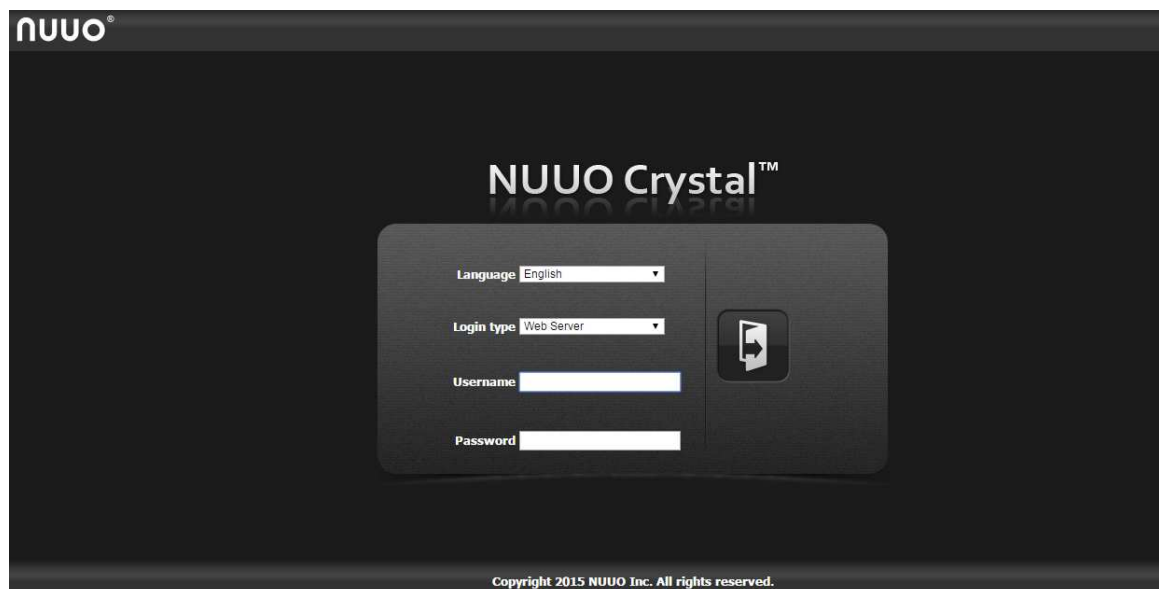 nuuo®
NUUO Crystal™
Language English
Login type Web Server
Username
Password
Copyright 2015 NUUO Inc. All rights reserved.